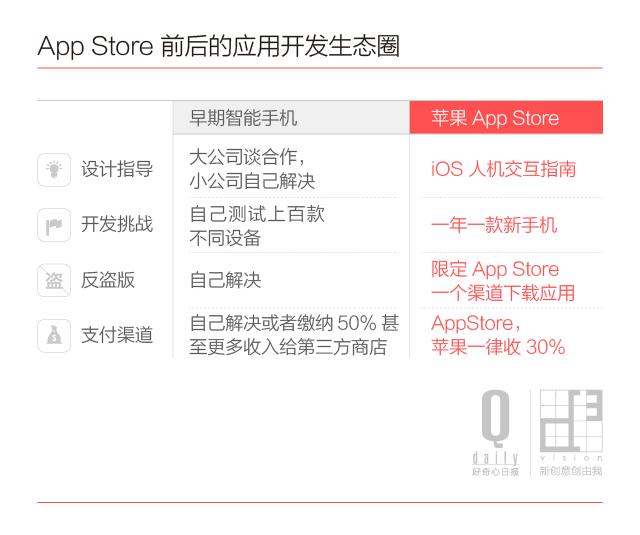 App Store 前后的应用开发生态圈
早期智能手机
苹果 App Store
设计指导
大公司谈合作，
小公司自己解决
iOS 人机交互指南
开发挑战
自己测试上百款
不同设备
一年一款新手机
盗
反盗版
自己解决
限定 App Store
一个渠道下载应用
$
支付渠道
自己解决或者缴纳 50% 甚
至更多收入给第三方商店
AppStore，
苹果一律收 30%
Q
daily
好奇心日报
vision
新创意创由我